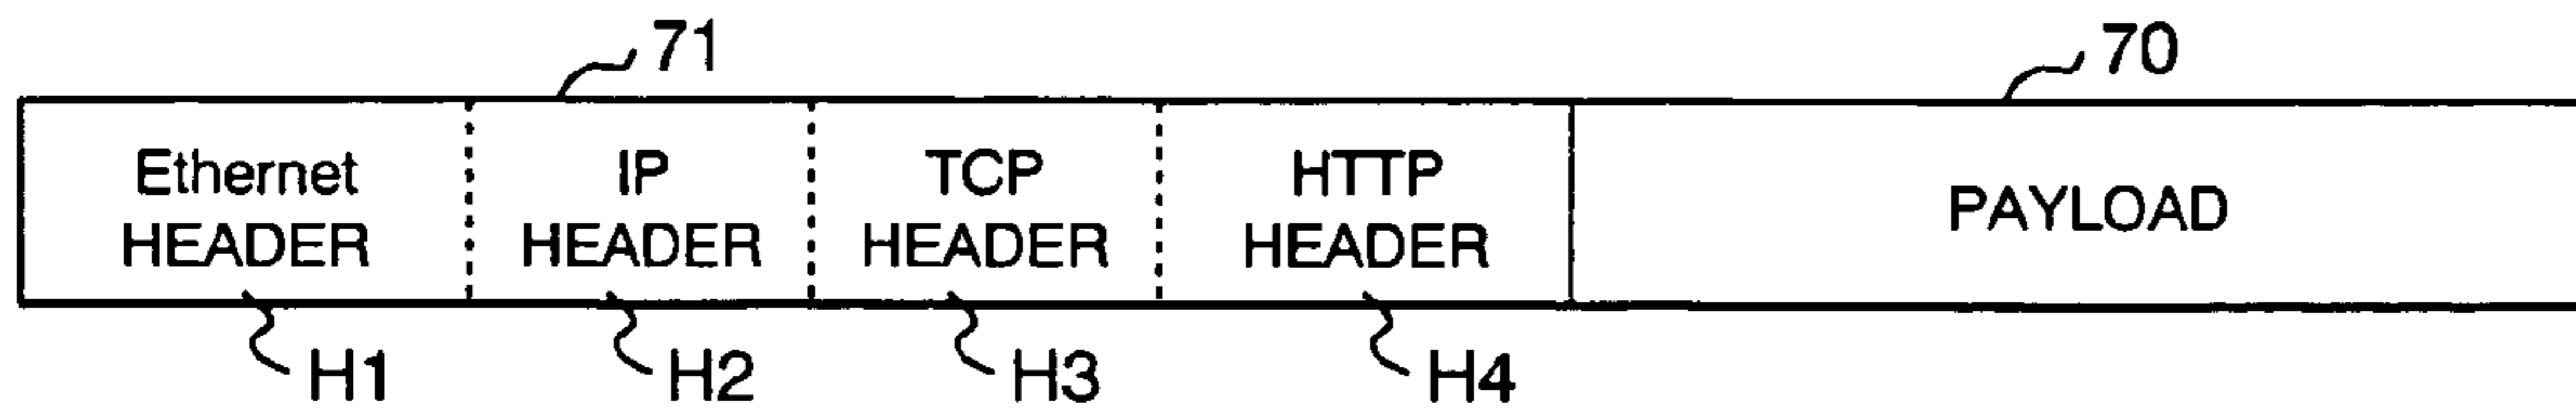 71
70
Ethernet
HEADER
IP
HEADER
TCP
HEADER
HTTP
HEADER
PAYLOAD
H1
H2
H3
H4